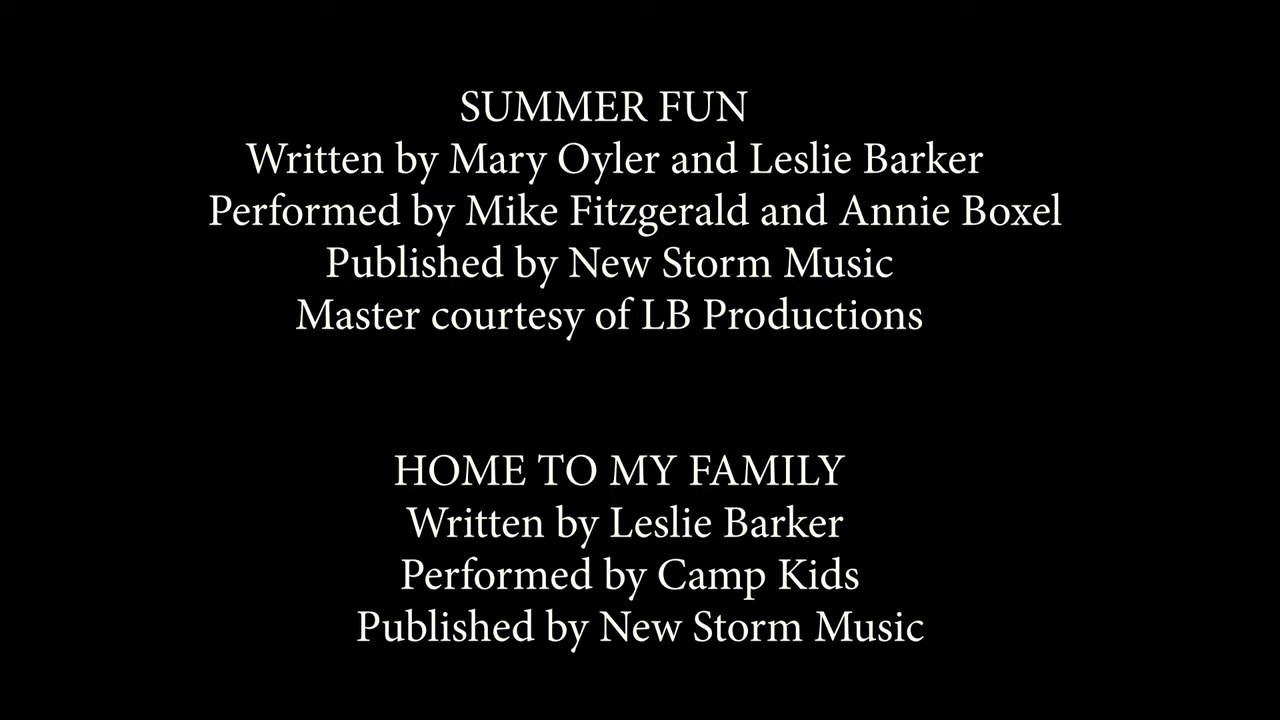 SUMMER FUN
Written by Mary Oyler and Leslie Barker
Performed by Mike Fitzgerald and Annie Boxel
Published by New Storm Music
Master courtesy of LB Productions
HOME TO MY FAMILY
Written by Leslie Barker
Performed by Camp Kids
Published by New Storm Music